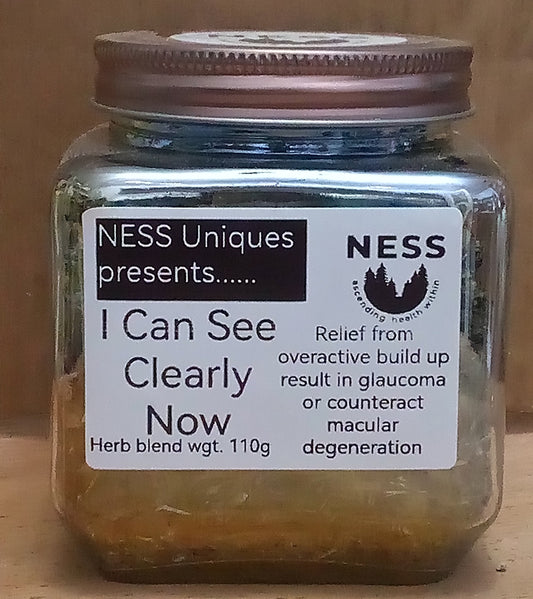 NESS Uniques
presents......
I Can See
Clearly
Now
Herb blend wgt. 110g
NESS
ascending health within
Relief from
overactive build up
result in glaucoma
or counteract
macular
degeneration